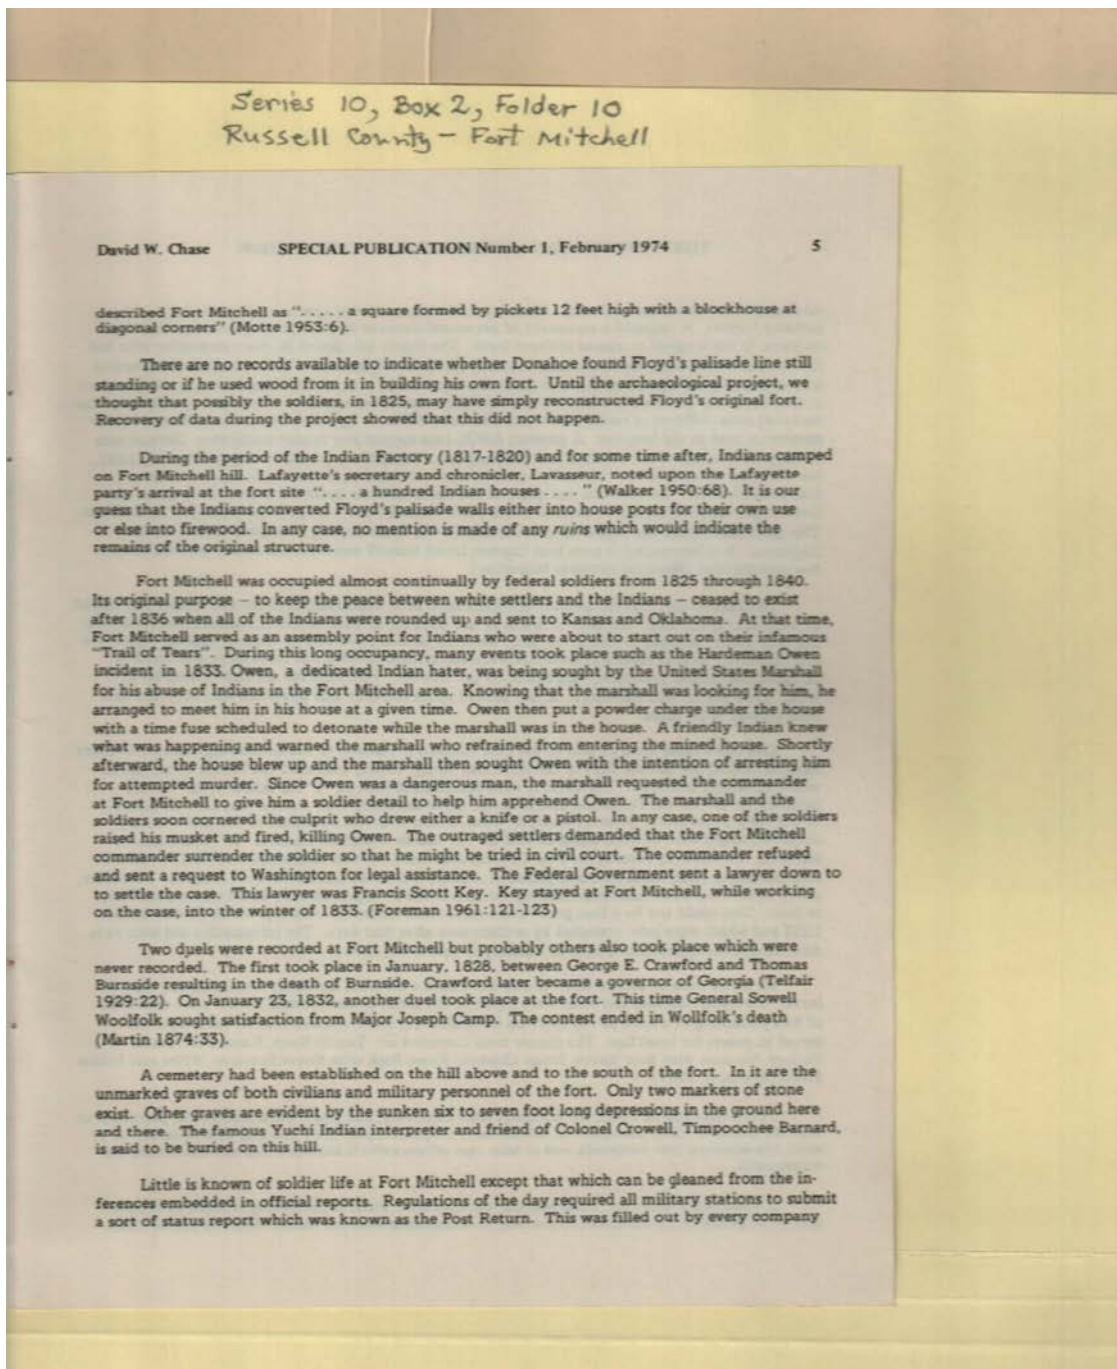 Series 10, Box 2, Folder 10
Russell County - Fort Mitchell
David W. Chase SPECIAL PUBLICATION Number 1, February 1974 5
described Fort Mitchell as “. . . . . a square formed by pickets 12 feet high with a blockhouse at
diagonal corners” (Motte 1953:6).
There are no records available to indicate whether Donahoe found Floyd’s palisade line still
standing or if he used wood from it in building his own fort. Until the archaeological project, we
thought that possibly the soldiers, in 1825, may have simply reconstructed Floyd’s original fort.
Recovery of data during the project showed that this did not happen.
During the period of the Indian Factory (1817-1820) and for some time after, Indians camped
on Fort Mitchell hill. Lafayette’s secretary and chronicler, Lavasseur, noted upon the Lafayette
party’s arrival at the fort site “. . . . a hundred Indian houses . . . . ” (Walker 1950:68). It is our
guess that the Indians converted Floyd’s palisade walls either into house posts for their own use
or else into firewood. In any case, no mention is made of any ruins which would indicate the
remains of the original structure.
Fort Mitchell was occupied almost continually by federal soldiers from 1825 through 1840.
Its original purpose – to keep the peace between white settlers and the Indians – ceased to exist
after 1836 when all of the Indians were rounded up and sent to Kansas and Oklahoma. At that time,
Fort Mitchell served as an assembly point for Indians who were about to start out on their infamous
“Trail of Tears”. During this long occupancy, many events took place such as the Hardeman Owen
incident in 1833. Owen, a dedicated Indian hater, was being sought by the United States Marshall
for his abuse of Indians in the Fort Mitchell area. Knowing that the marshall was looking for him, he
arranged to meet him in his house at a given time. Owen then put a powder charge under the house
with a time fuse scheduled to detonate while the marshall was in the house. A friendly Indian knew
what was happening and warned the marshall who refrained from entering the mined house. Shortly
afterward, the house blew up and the marshall then sought Owen with the intention of arresting him
for attempted murder. Since Owen was a dangerous man, the marshall requested the commander
at Fort Mitchell to give him a soldier detail to help him apprehend Owen. The marshall and the
soldiers soon cornered the culprit who drew either a knife or a pistol. In any case, one of the soldiers
raised his musket and fired, killing Owen. The outraged settlers demanded that the Fort Mitchell
commander surrender the soldier so that he might be tried in civil court. The commander refused
and sent a request to Washington for legal assistance. The Federal Government sent a lawyer down to
to settle the case. This lawyer was Francis Scott Key. Key stayed at Fort Mitchell, while working
on the case, into the winter of 1833. (Foreman 1961:121-123)
Two duels were recorded at Fort Mitchell but probably others also took place which were
never recorded. The first took place in January, 1828, between George E. Crawford and Thomas
Burnside resulting in the death of Burnside. Crawford later became a governor of Georgia (Telfair
1929:22). On January 23, 1832, another duel took place at the fort. This time General Sowell
Woolfolk sought satisfaction from Major Joseph Camp. The contest ended in Wollfolk’s death
(Martin 1874:33).
A cemetery had been established on the hill above and to the south of the fort. In it are the
unmarked graves of both civilians and military personnel of the fort. Only two markers of stone
exist. Other graves are evident by the sunken six to seven foot long depressions in the ground here
and there. The famous Yuchi Indian interpreter and friend of Colonel Crowell, Timpoochee Barnard,
is said to be buried on this hill.
Little is known of soldier life at Fort Mitchell except that which can be gleaned from the in-
ferences embedded in official reports. Regulations of the day required all military stations to submit
a sort of status report which was known as the Post Return. This was filled out by every company